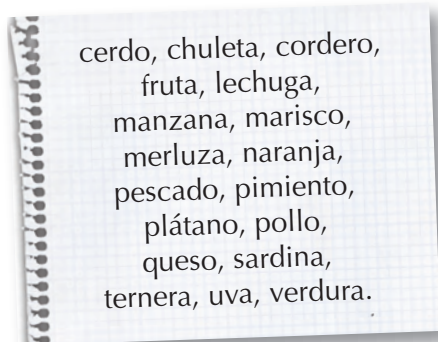 cerdo, chuleta, cordero,
fruta, lechuga,
manzana, marisco,
merluza, naranja,
pescado, pimiento,
plátano, pollo,
queso, sardina,
ternera, uva, verdura.